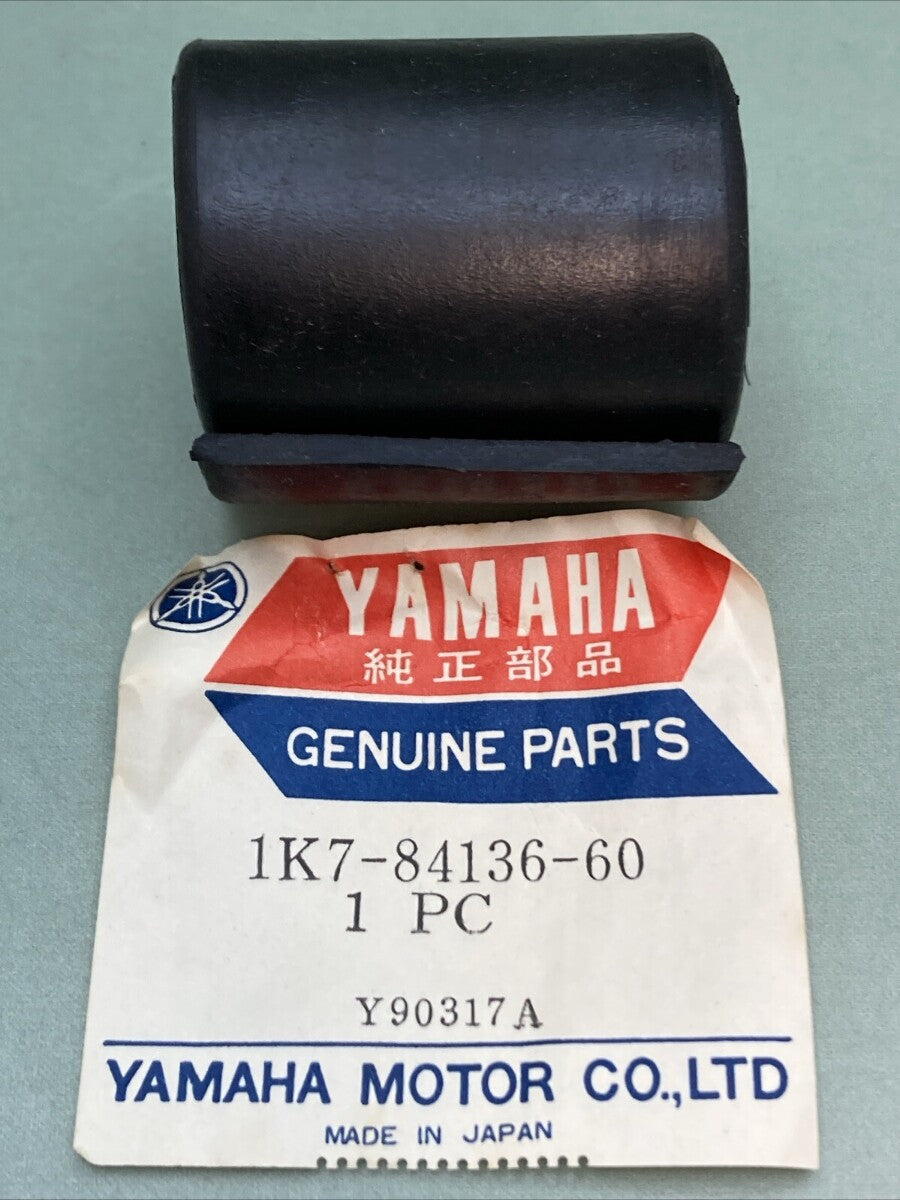 YAMAHA
純正部品
GENUINE PARTS
1K7-84136-60
1 PC
Y90317A
YAMAHA MOTOR CO.,LTD
MADE IN JAPAN